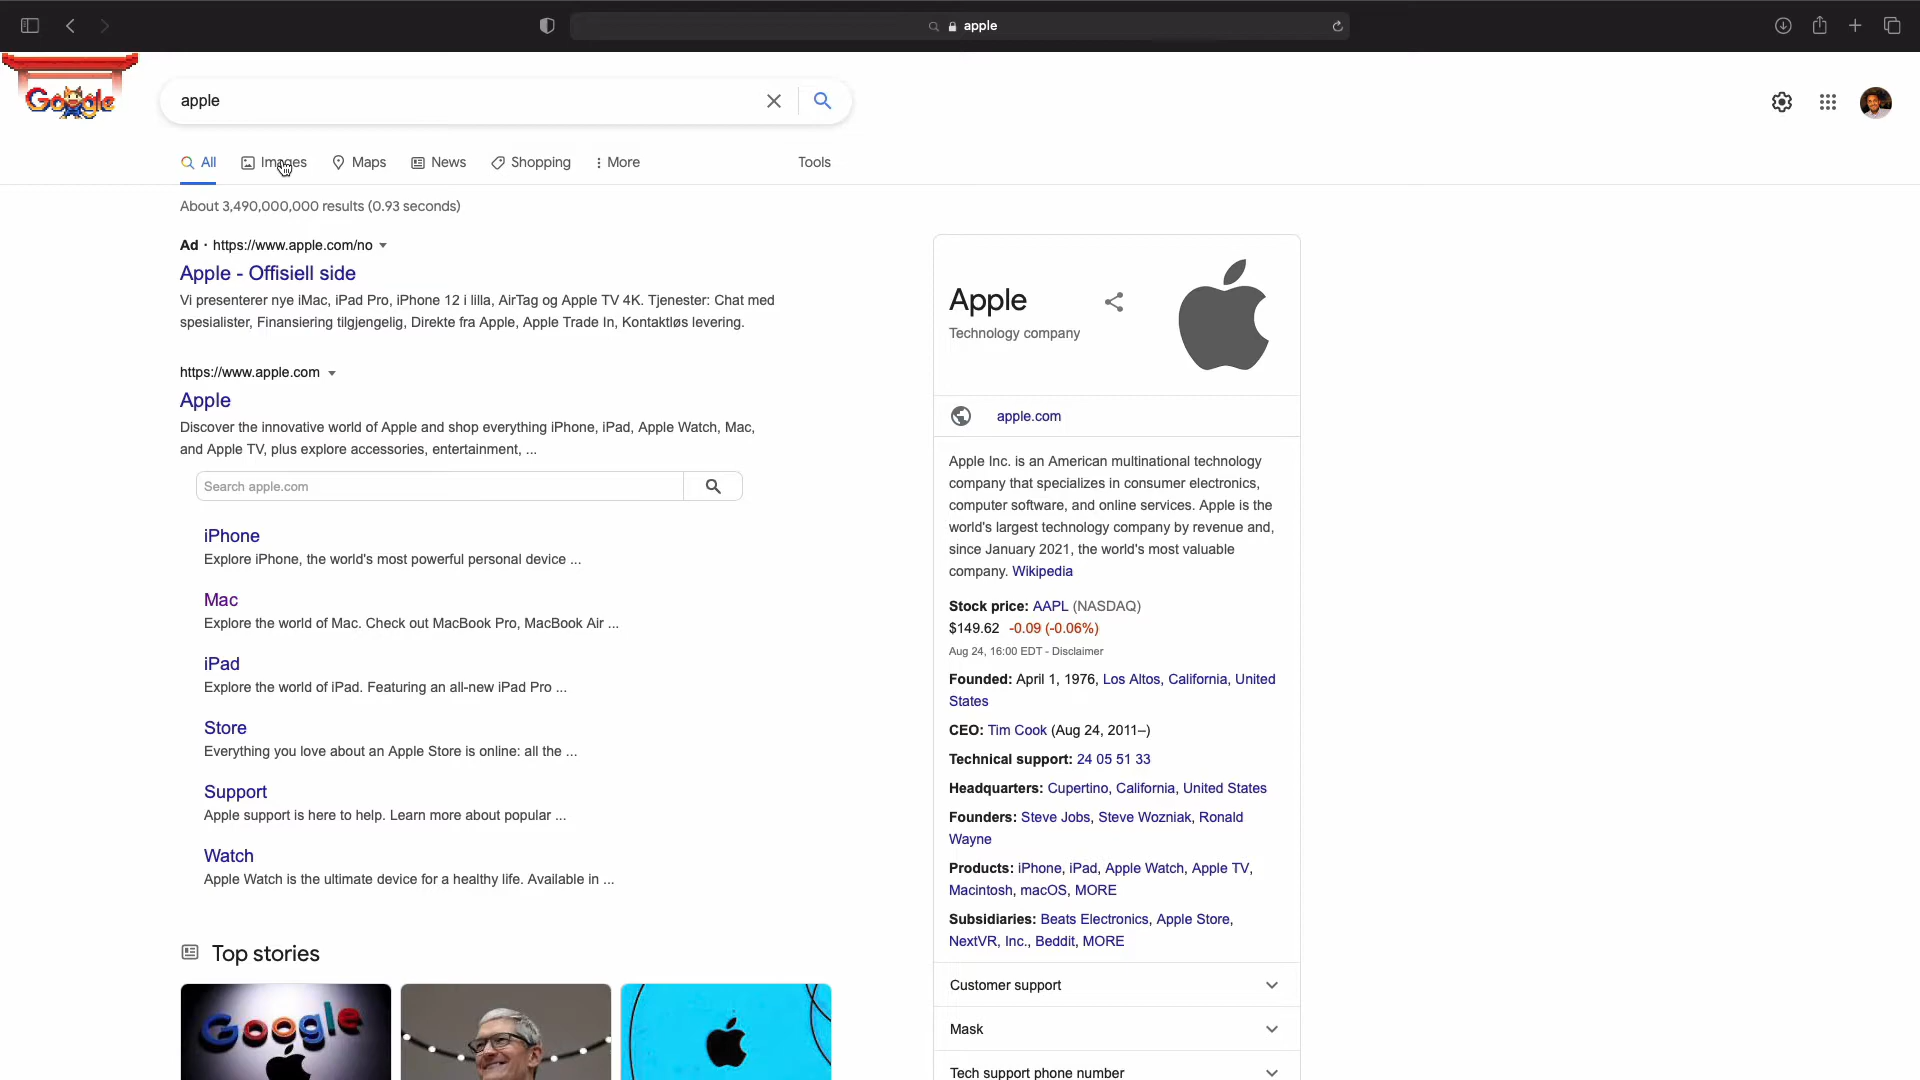 apple
Google
apple
All
Images
Maps
News
Shopping
More
Tools
About 3,490,000,000 results (0.93 seconds)
Ad · https://www.apple.com/no
Apple - Offisiell side
Vi presenterer nye iMac, iPad Pro, iPhone 12 i lilla, AirTag og Apple TV 4K. Tjenester: Chat med
spesialister, Finansiering tilgjengelig, Direkte fra Apple, Apple Trade In, Kontaktløs levering.
https://www.apple.com
Apple
Discover the innovative world of Apple and shop everything iPhone, iPad, Apple Watch, Mac,
and Apple TV, plus explore accessories, entertainment, ...
Search apple.com
iPhone
Explore iPhone, the world's most powerful personal device ...
Mac
Explore the world of Mac. Check out MacBook Pro, MacBook Air ...
iPad
Explore the world of iPad. Featuring an all-new iPad Pro ...
Store
Everything you love about an Apple Store is online: all the ...
Support
Apple support is here to help. Learn more about popular ...
Watch
Apple Watch is the ultimate device for a healthy life. Available in ...
Top stories
Google
Apple
Technology company
apple.com
Apple Inc. is an American multinational technology
company that specializes in consumer electronics,
computer software, and online services. Apple is the
world's largest technology company by revenue and,
since January 2021, the world's most valuable
company. Wikipedia
Stock price: AAPL (NASDAQ)
$149.62 -0.09 (-0.06%)
Aug 24, 16:00 EDT - Disclaimer
Founded: April 1, 1976, Los Altos, California, United
States
CEO: Tim Cook (Aug 24, 2011–)
Technical support: 24 05 51 33
Headquarters: Cupertino, California, United States
Founders: Steve Jobs, Steve Wozniak, Ronald
Wayne
Products: iPhone, iPad, Apple Watch, Apple TV,
Macintosh, macOS, MORE
Subsidiaries: Beats Electronics, Apple Store,
NextVR, Inc., Beddit, MORE
Customer support
Mask
Tech support phone number